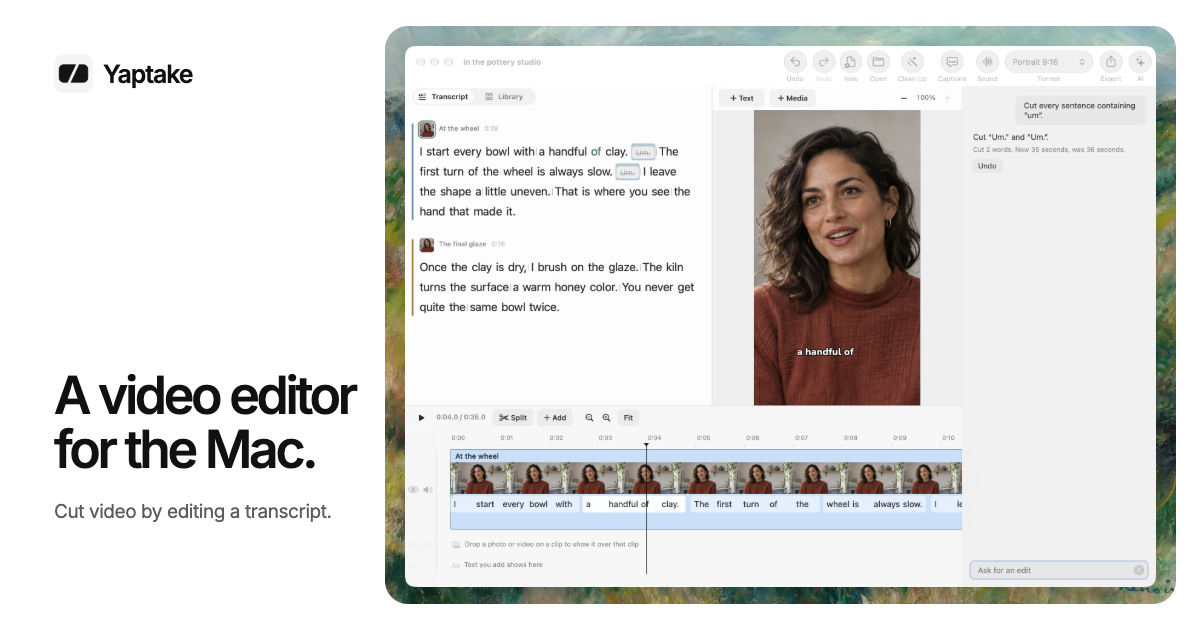 Yaptake
A video editor
for the Mac.
Cut video by editing a transcript.
In the pottery studio
Undo
Redo
New
Open
Clean Up
Captions
Sound
Portrait 9:16
Format
Export
AI
Transcript
Library
+ Text
+ Media
100%
At the wheel 0:19
I start every bowl with a handful of clay. Um. The
first turn of the wheel is always slow. Um. I leave
the shape a little uneven. That is where you see the
hand that made it.
The final glaze 0:16
Once the clay is dry, I brush on the glaze. The kiln
turns the surface a warm honey color. You never get
quite the same bowl twice.
a handful of
Cut every sentence containing
"um".
Cut “Um.” and “Um.”.
Cut 2 words. Now 35 seconds, was 36 seconds.
Undo
0:04.0 / 0:35.0
Split
+ Add
Fit
0:00 0:01 0:02 0:03 0:04 0:05 0:06 0:07 0:08 0:09 0:10
At the wheel
I start every bowl with a handful of clay. The first turn of the wheel is always slow. I le
Drop a photo or video on a clip to show it over that clip
Aa Text you add shows here
Ask for an edit